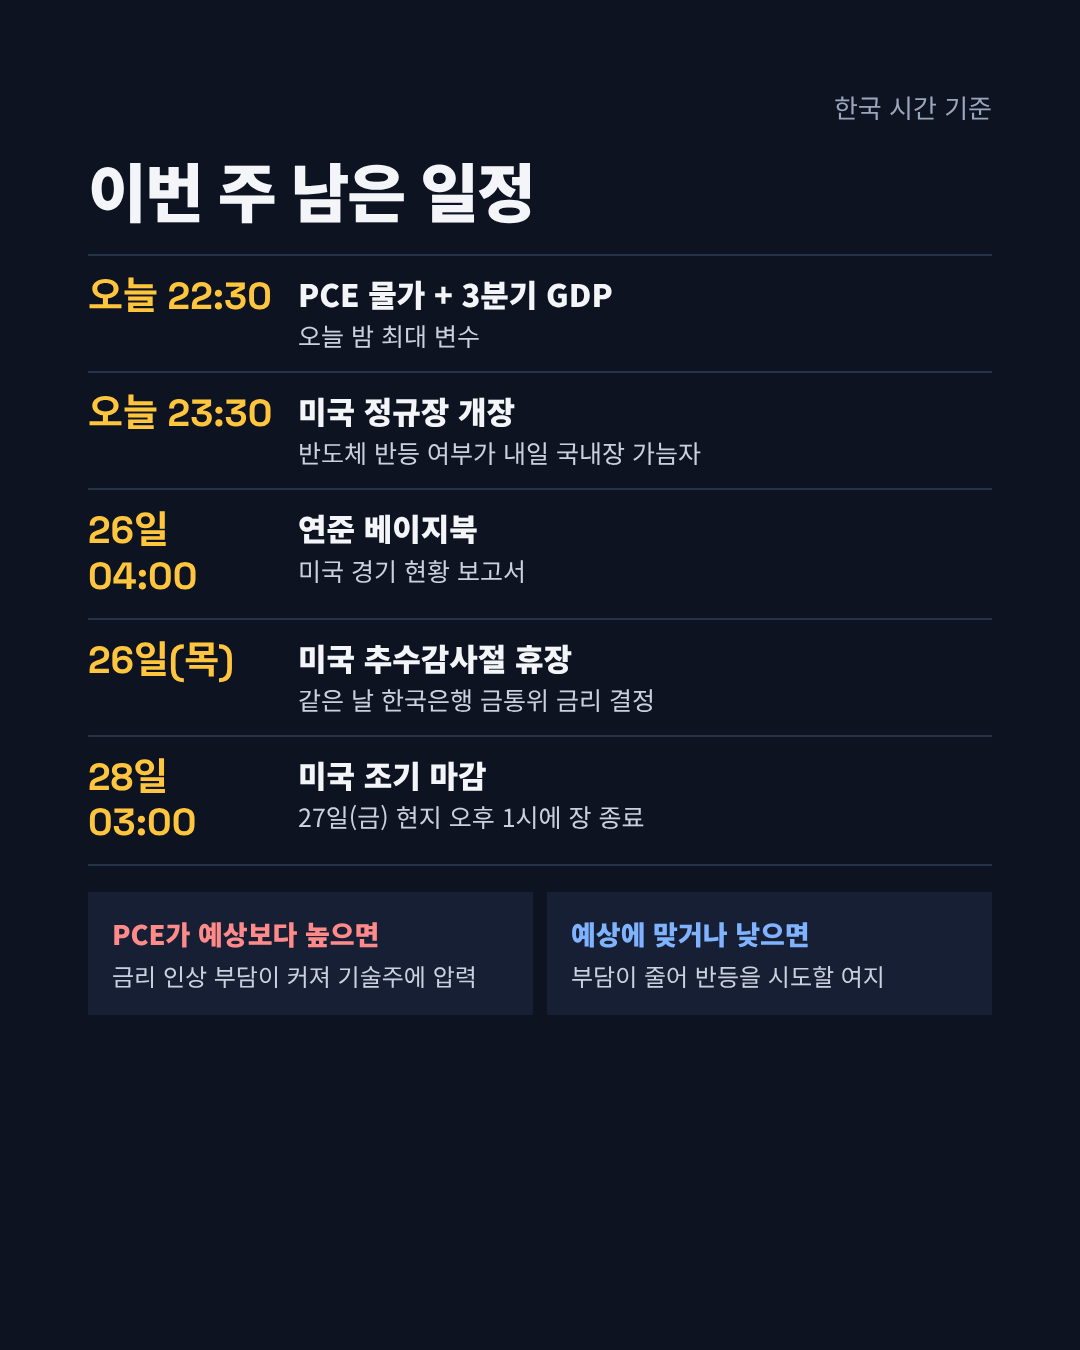 한국 시간 기준
이번 주 남은 일정
오늘 22:30
PCE 물가 + 3분기 GDP
오늘 밤 최대 변수
오늘 23:30
미국 정규장 개장
반도체 반등 여부가 내일 국내장 가늠자
26일
04:00
연준 베이지북
미국 경기 현황 보고서
26일(목)
미국 추수감사절 휴장
같은 날 한국은행 금통위 금리 결정
28일
03:00
미국 조기 마감
27일(금) 현지 오후 1시에 장 종료
PCE가 예상보다 높으면
금리 인상 부담이 커져 기술주에 압력
예상에 맞거나 낮으면
부담이 줄어 반등을 시도할 여지